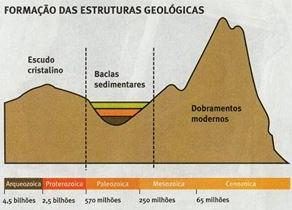 FORMAÇÃO DAS ESTRUTURAS GEOLÓGICAS
Escudo
cristalino
Bacias
sedimentares
Dobramentos
modernos
Arqueozoica Proterozoica Paleozoica Mesozoica Cenozoica
4,5 bilhões 2,5 bilhões 570 milhões 250 milhões 65 milhões